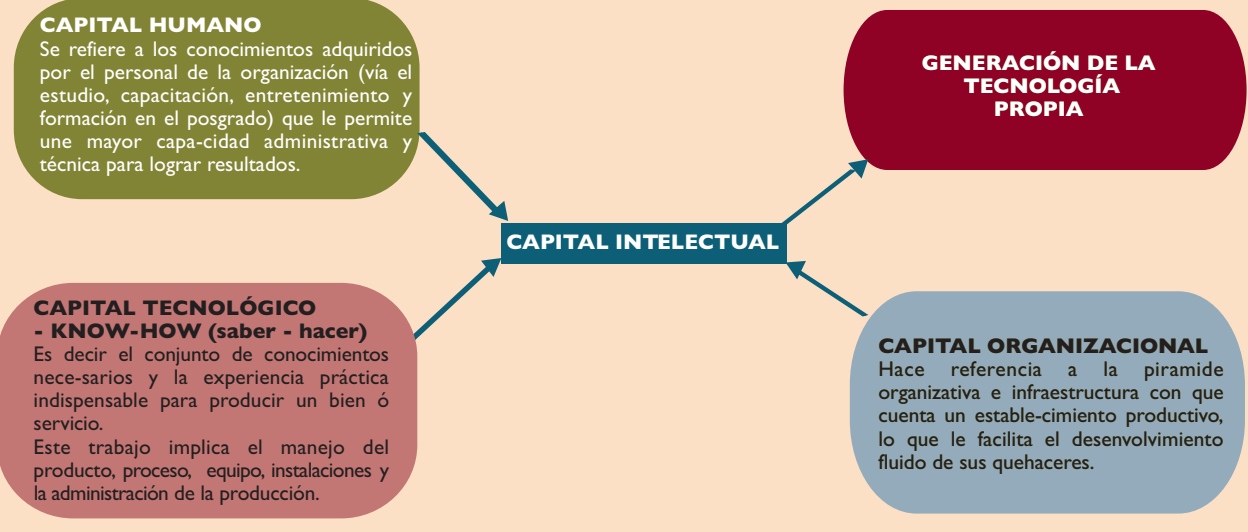 CAPITAL HUMANO
Se refiere a los conocimientos adquiridos
por el personal de la organización (vía el
estudio, capacitación, entretenimiento y
formación en el posgrado) que le permite
une mayor capa-cidad administrativa y
técnica para lograr resultados.
GENERACIÓN DE LA
TECNOLOGÍA
PROPIA
CAPITAL INTELECTUAL
CAPITAL TECNOLÓGICO
- KNOW-HOW (saber - hacer)
Es decir el conjunto de conocimientos
nece-sarios y la experiencia práctica
indispensable para producir un bien ó
servicio.
Este trabajo implica el manejo del
producto, proceso, equipo, instalaciones y
la administración de la producción.
CAPITAL ORGANIZACIONAL
Hace referencia a la piramide
organizativa e infraestructura con que
cuenta un estable-cimiento productivo,
lo que le facilita el desenvolvimiento
fluido de sus quehaceres.